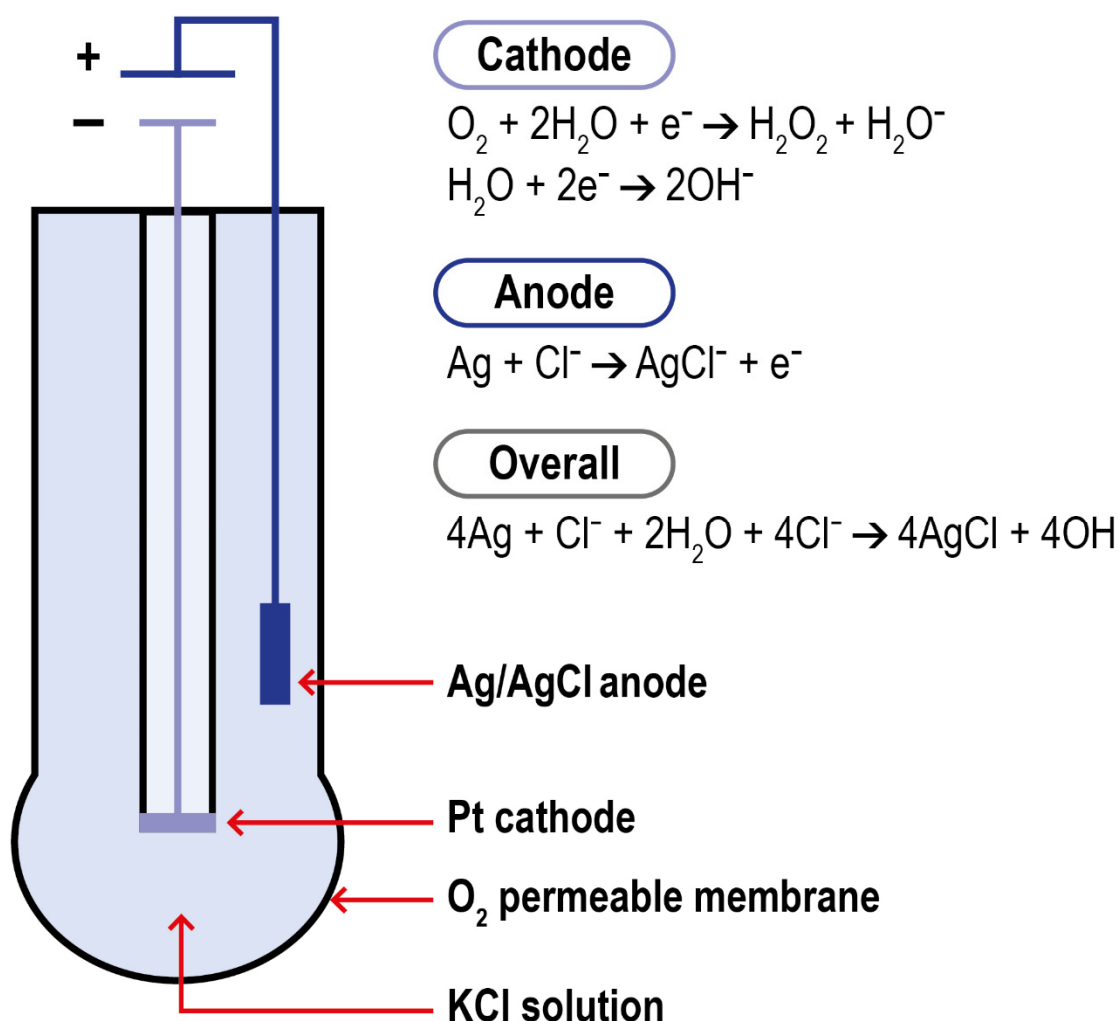 +
−
Cathode
O₂ + 2H₂O + e⁻ → H₂O₂ + H₂O⁻
H₂O + 2e⁻ → 2OH⁻
Anode
Ag + Cl⁻ → AgCl⁻ + e⁻
Overall
4Ag + Cl⁻ + 2H₂O + 4Cl⁻ → 4AgCl + 4OH
Ag/AgCl anode
Pt cathode
O₂ permeable membrane
KCl solution